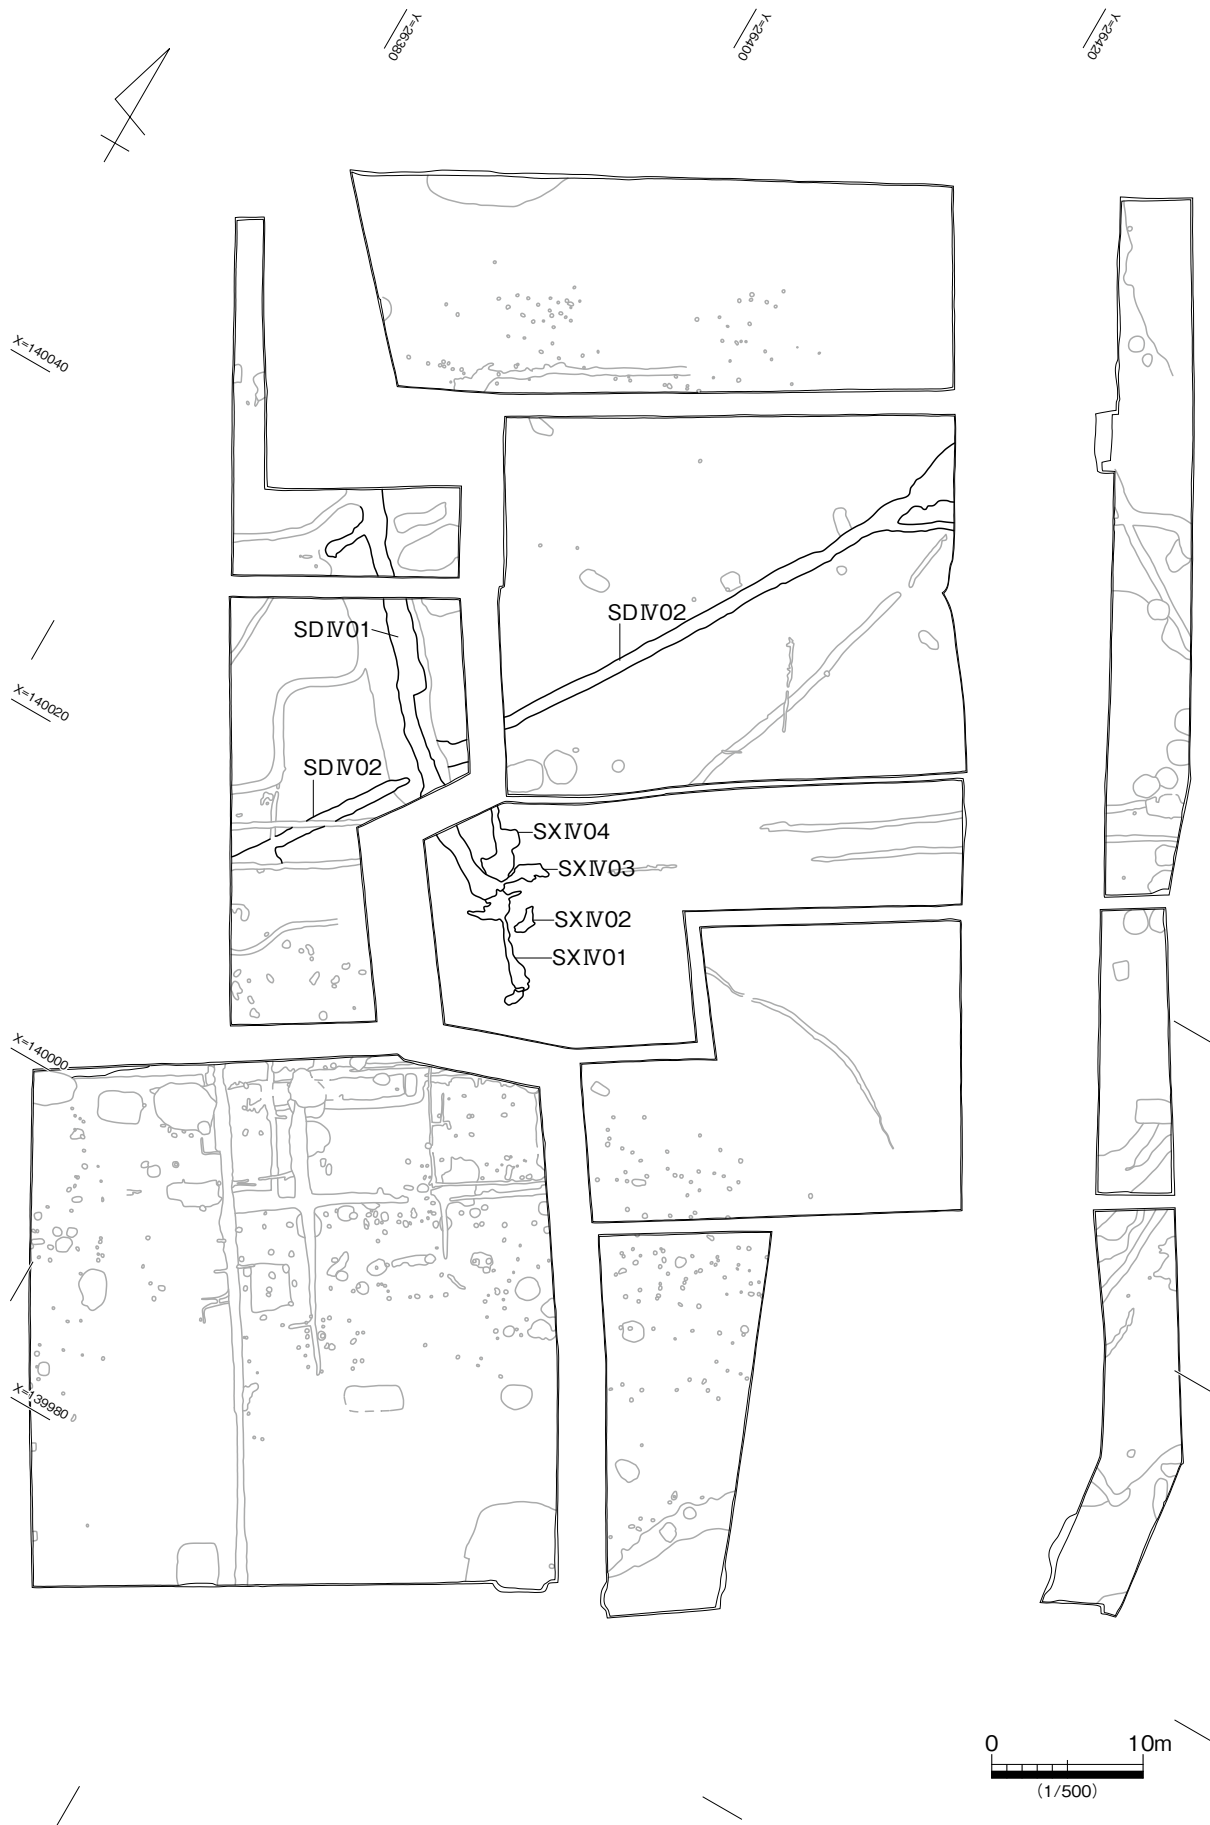 Y=26380
Y=26400
Y=26420
X=140040
SDⅣ02
SDⅣ01
X=140020
SDⅣ02
SXⅣ04
SXⅣ03
SXⅣ02
SXⅣ01
X=140000
X=139980
0 10m
(1/500)